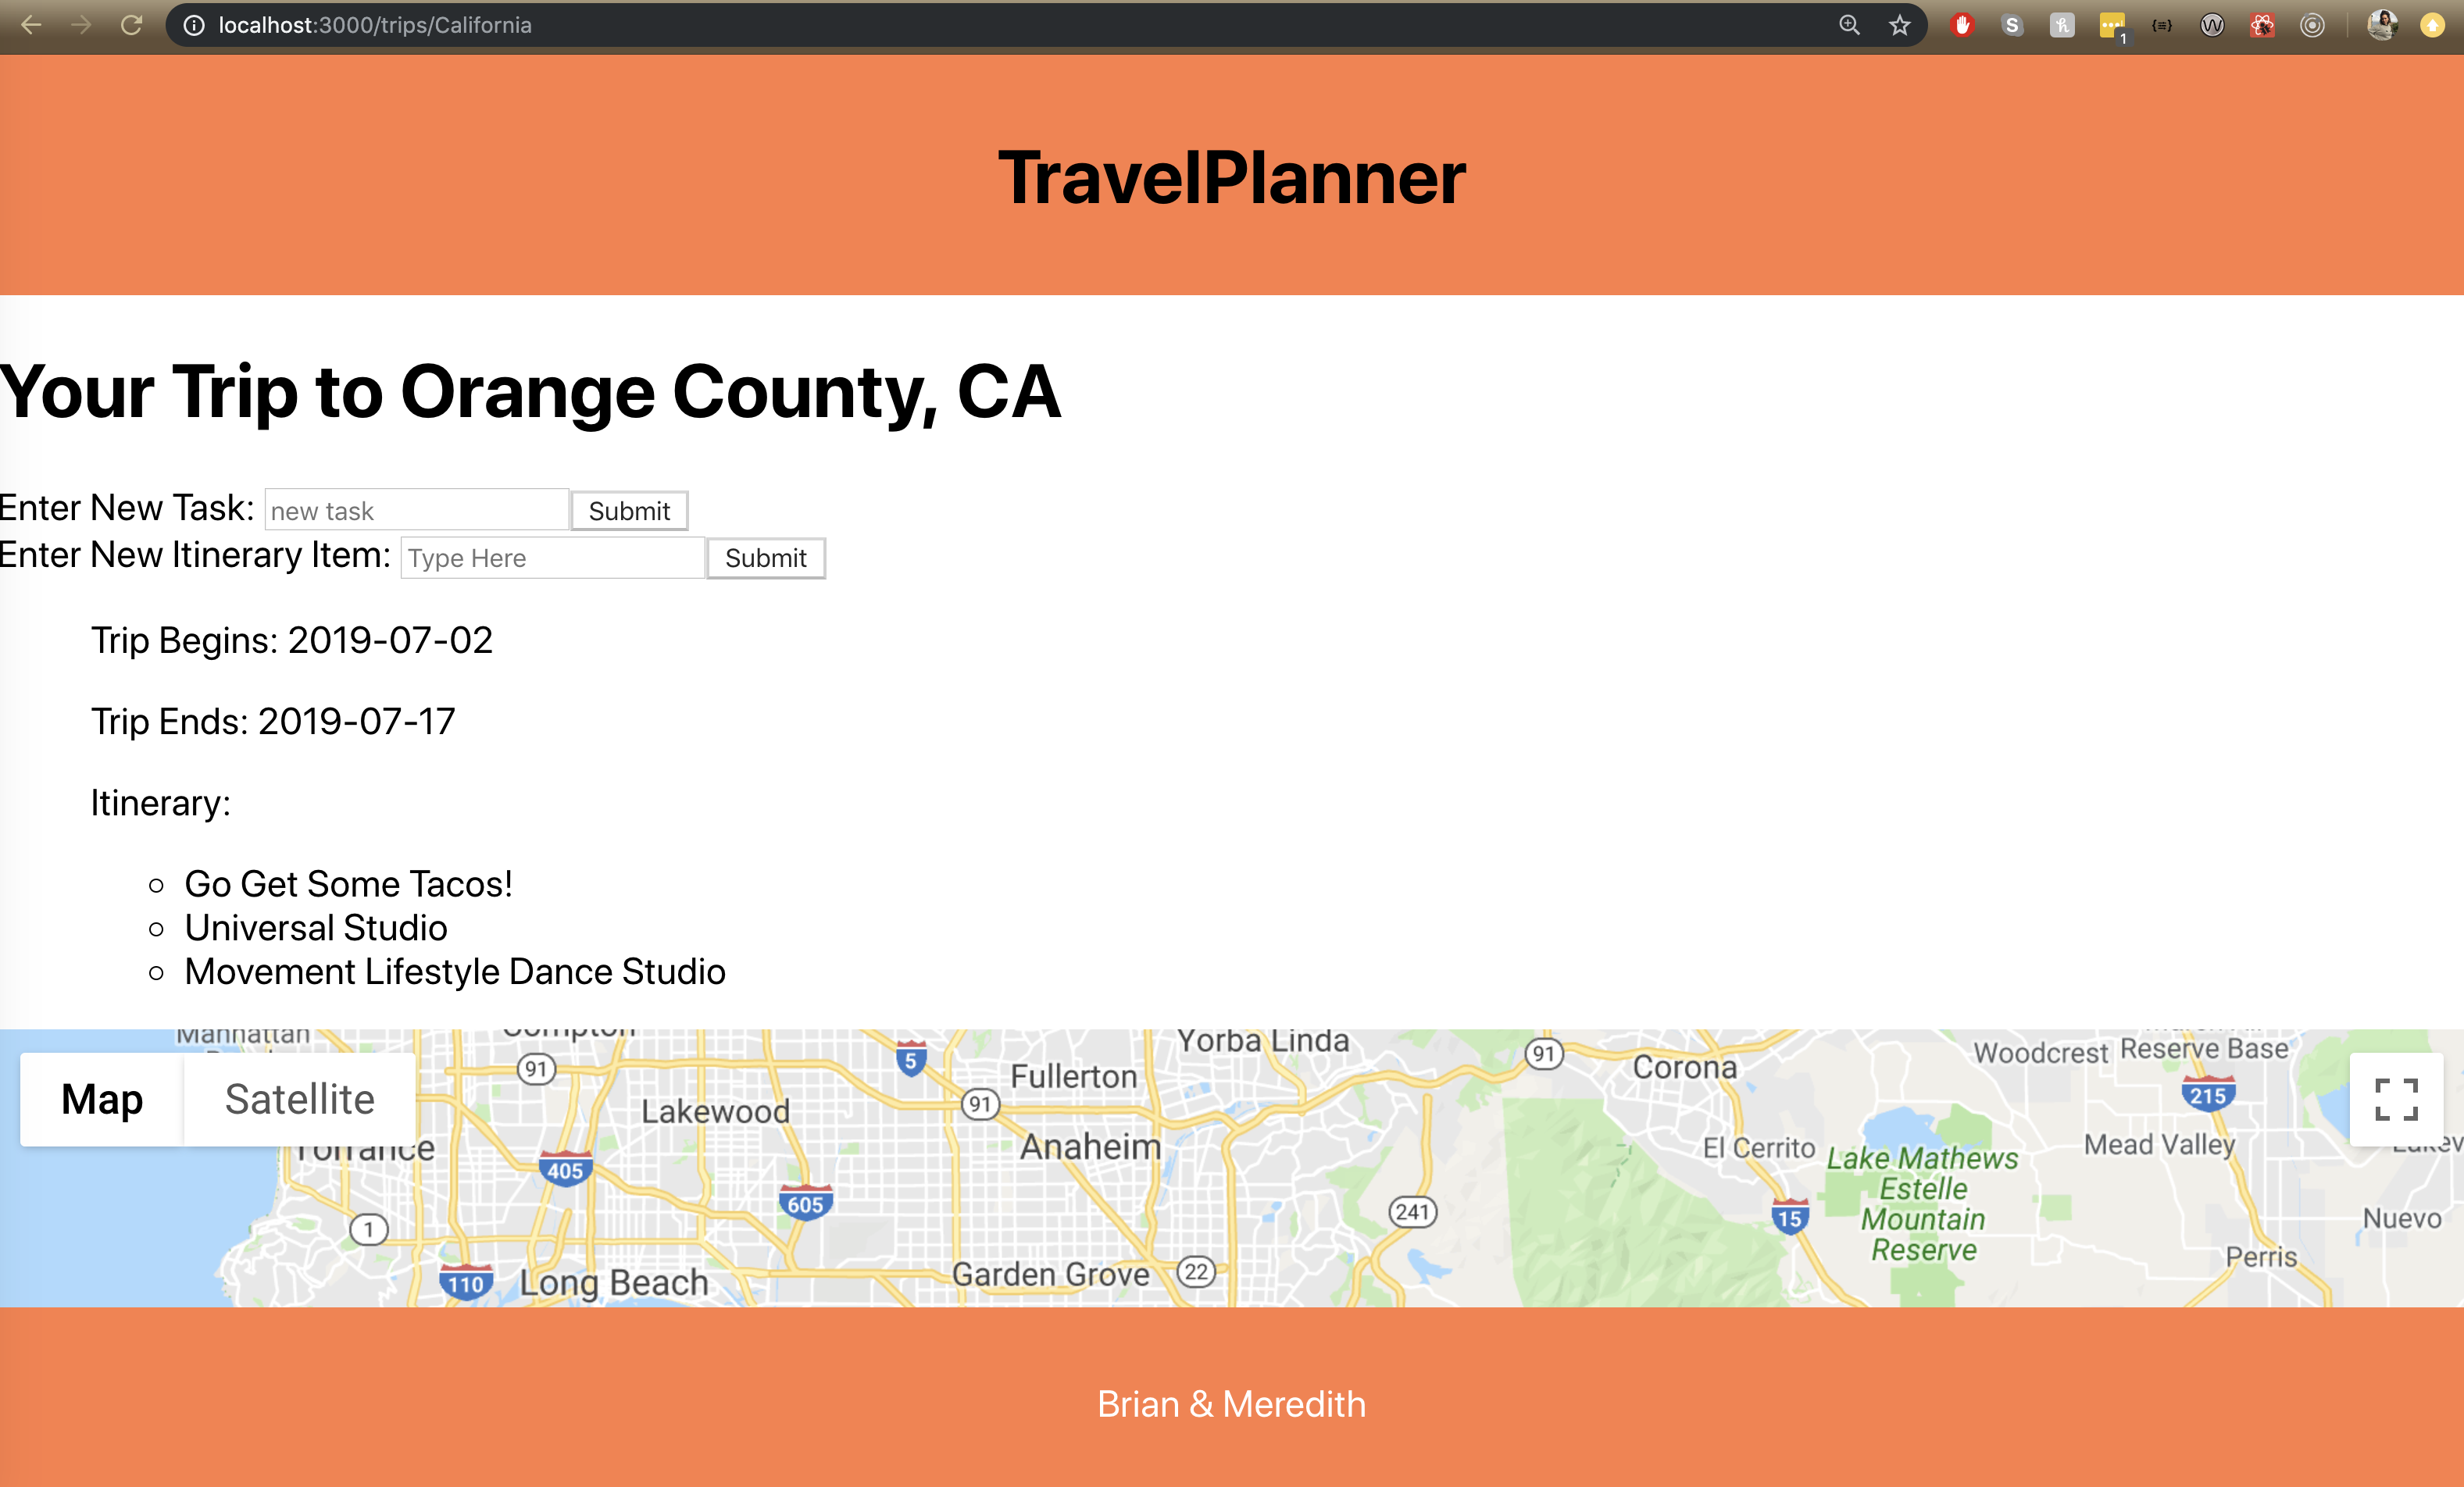 localhost:3000/trips/California
1
TravelPlanner
Your Trip to Orange County, CA
Enter New Task: new task Submit
Enter New Itinerary Item: Type Here Submit
Trip Begins: 2019-07-02
Trip Ends: 2019-07-17
Itinerary:
Go Get Some Tacos!
Universal Studio
Movement Lifestyle Dance Studio
Manhattan
Compton
Yorba Linda
Woodcrest
Reserve Base
91
5
91
Corona
Fullerton
91
215
Map
Satellite
Lakewood
Anaheim
El Cerrito
Mead Valley
Torrance
405
605
241
15
Lake Mathews
Estelle
Mountain
Reserve
Nuevo
1
Perris
110
Long Beach
Garden Grove
22
Brian & Meredith